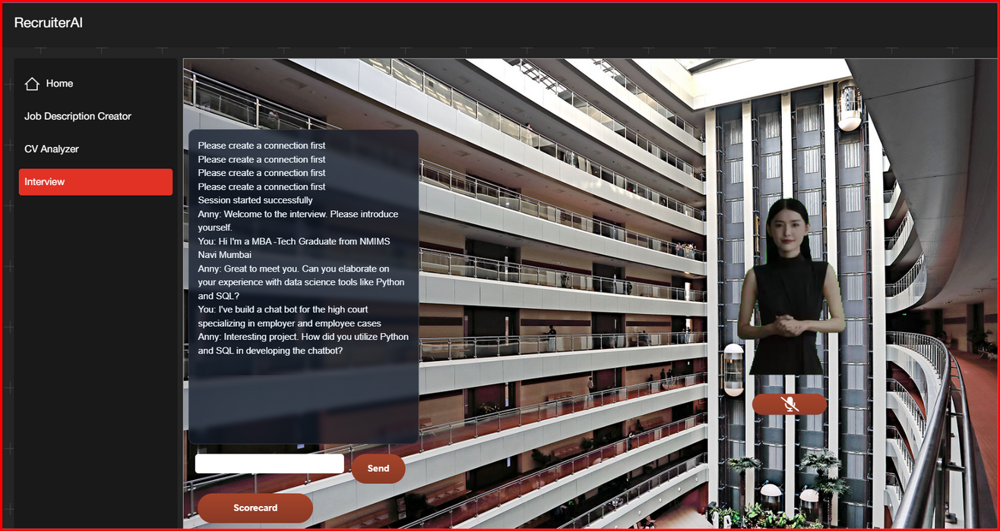 RecruiterAI
Home
Job Description Creator
CV Analyzer
Interview
Please create a connection first
Please create a connection first
Please create a connection first
Please create a connection first
Session started successfully
Anny: Welcome to the interview. Please introduce
yourself.
You: Hi I'm a MBA -Tech Graduate from NMIMS
Navi Mumbai
Anny: Great to meet you. Can you elaborate on
your experience with data science tools like Python
and SQL?
You: I've build a chat bot for the high court
specializing in employer and employee cases
Anny: Interesting project. How did you utilize Python
and SQL in developing the chatbot?
Send
Scorecard